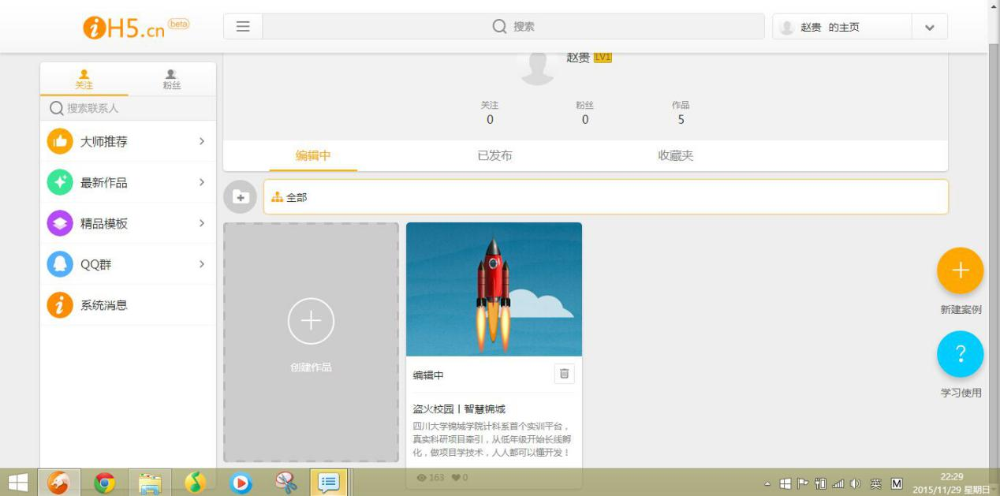 iH5.cn beta
搜索
赵贵 的主页
关注
粉丝
搜索联系人
大师推荐
最新作品
精品模板
QQ群
系统消息
赵贵 LV1
关注
粉丝
作品
0
0
5
编辑中
已发布
收藏夹
全部
创建作品
编辑中
盗火校园丨智慧锦城
四川大学锦城学院计科系首个实训平台，
真实科研项目牵引，从低年级开始长线孵
化，做项目学技术，人人都可以懂开发！
163
0
新建案例
?
学习使用
英
M
22:29
2015/11/29 星期日